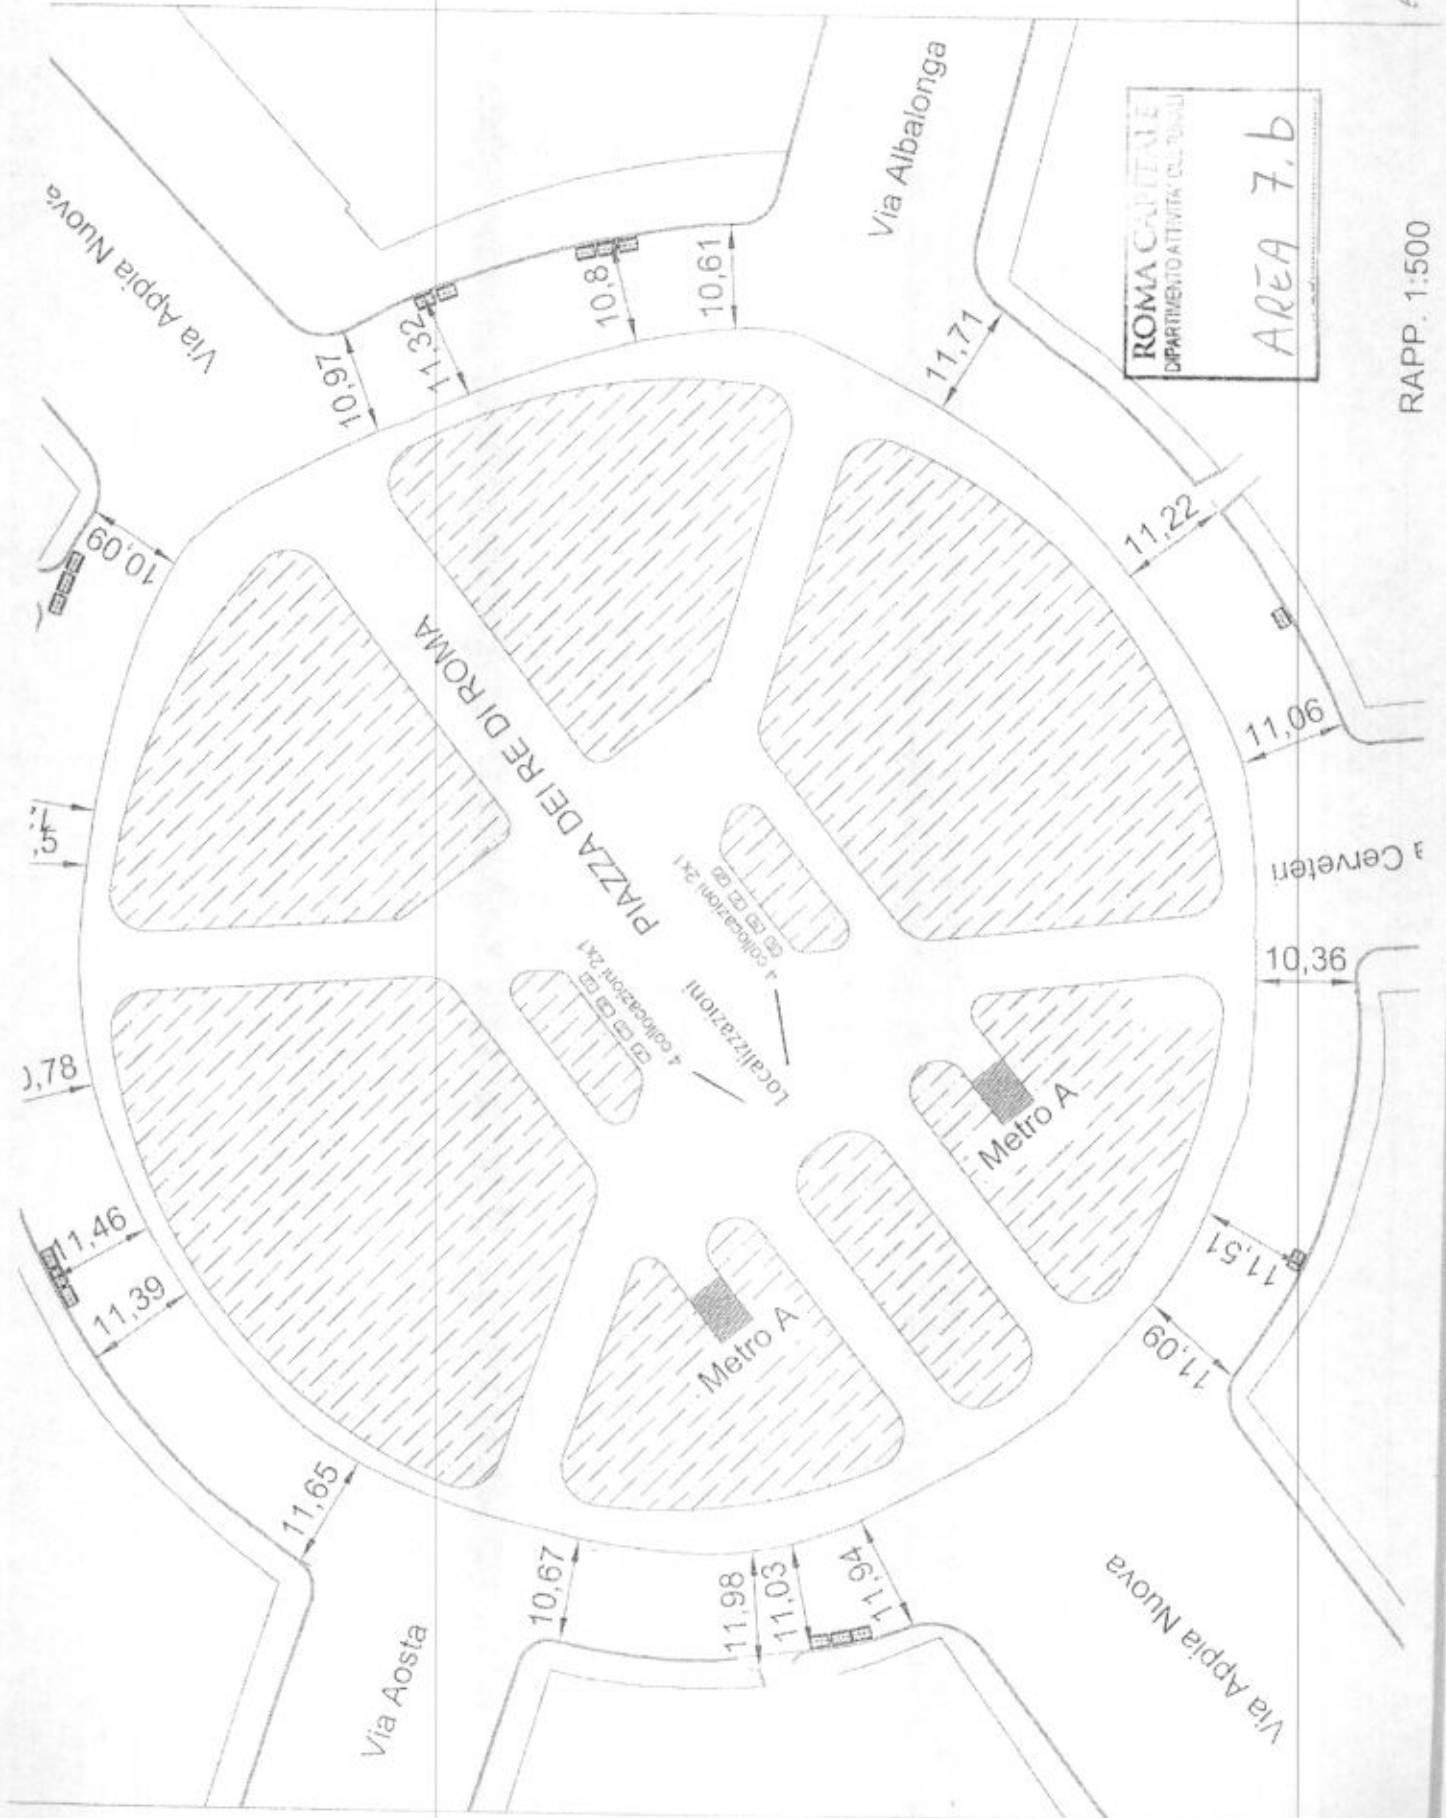 Via Albalonga
Via Appia Nuova
ROMA CAPITALE
DIPARTIMENTO ATTIVITA' CULTURALI
AREA 7.b
RAPP. 1:500
10,97
11,32
10,8
10,61
11,71
10,09
11,22
11,06
PIAZZA DEI RE DI ROMA
,5
Cerveteri
4 collocazioni 2x1
4 collocazioni 2x1
Localizzazioni
10,36
,78
Metro A
11,46
11,39
11,51
Metro A
11,09
11,65
10,67
11,98
11,03
11,94
Via Aosta
Via Appia Nuova